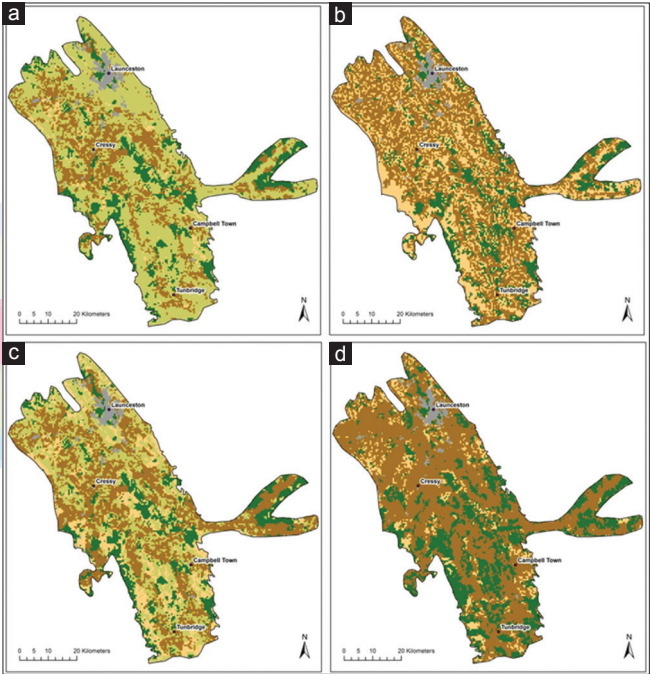 a
Launceston
Cressy
Campbell Town
Tunbridge
0 5 10 20 Kilometers
N
b
Launceston
Cressy
Campbell Town
Tunbridge
0 5 10 20 Kilometers
N
c
Launceston
Cressy
Campbell Town
Tunbridge
0 5 10 20 Kilometers
N
d
Launceston
Cressy
Campbell Town
Tunbridge
0 5 10 20 Kilometers
N